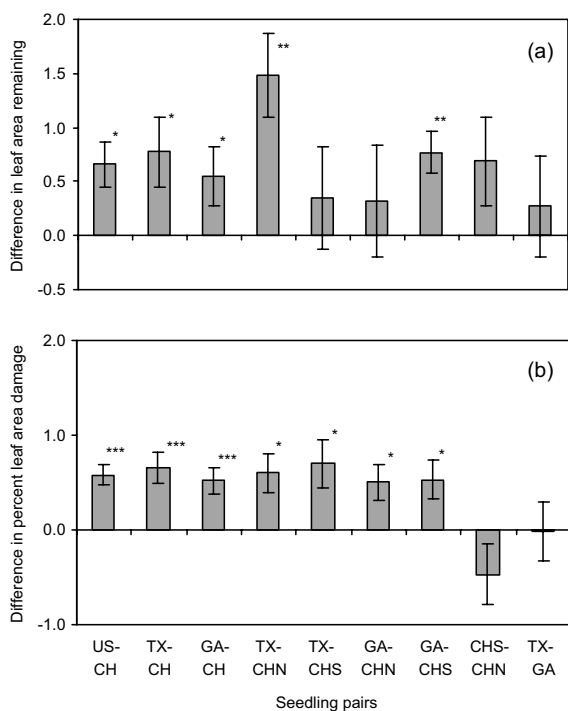 2.0
(a)
**
1.5
Difference in leaf area remaining
1.0
*
*
*
**
0.5
0.0
-0.5
2.0
(b)
Difference in percent leaf area damage
1.0
***
***
***
*
*
*
*
0.0
-1.0
US-CH
TX-CH
GA-CH
TX-CHN
TX-CHS
GA-CHN
GA-CHS
CHS-CHN
TX-GA
Seedling pairs